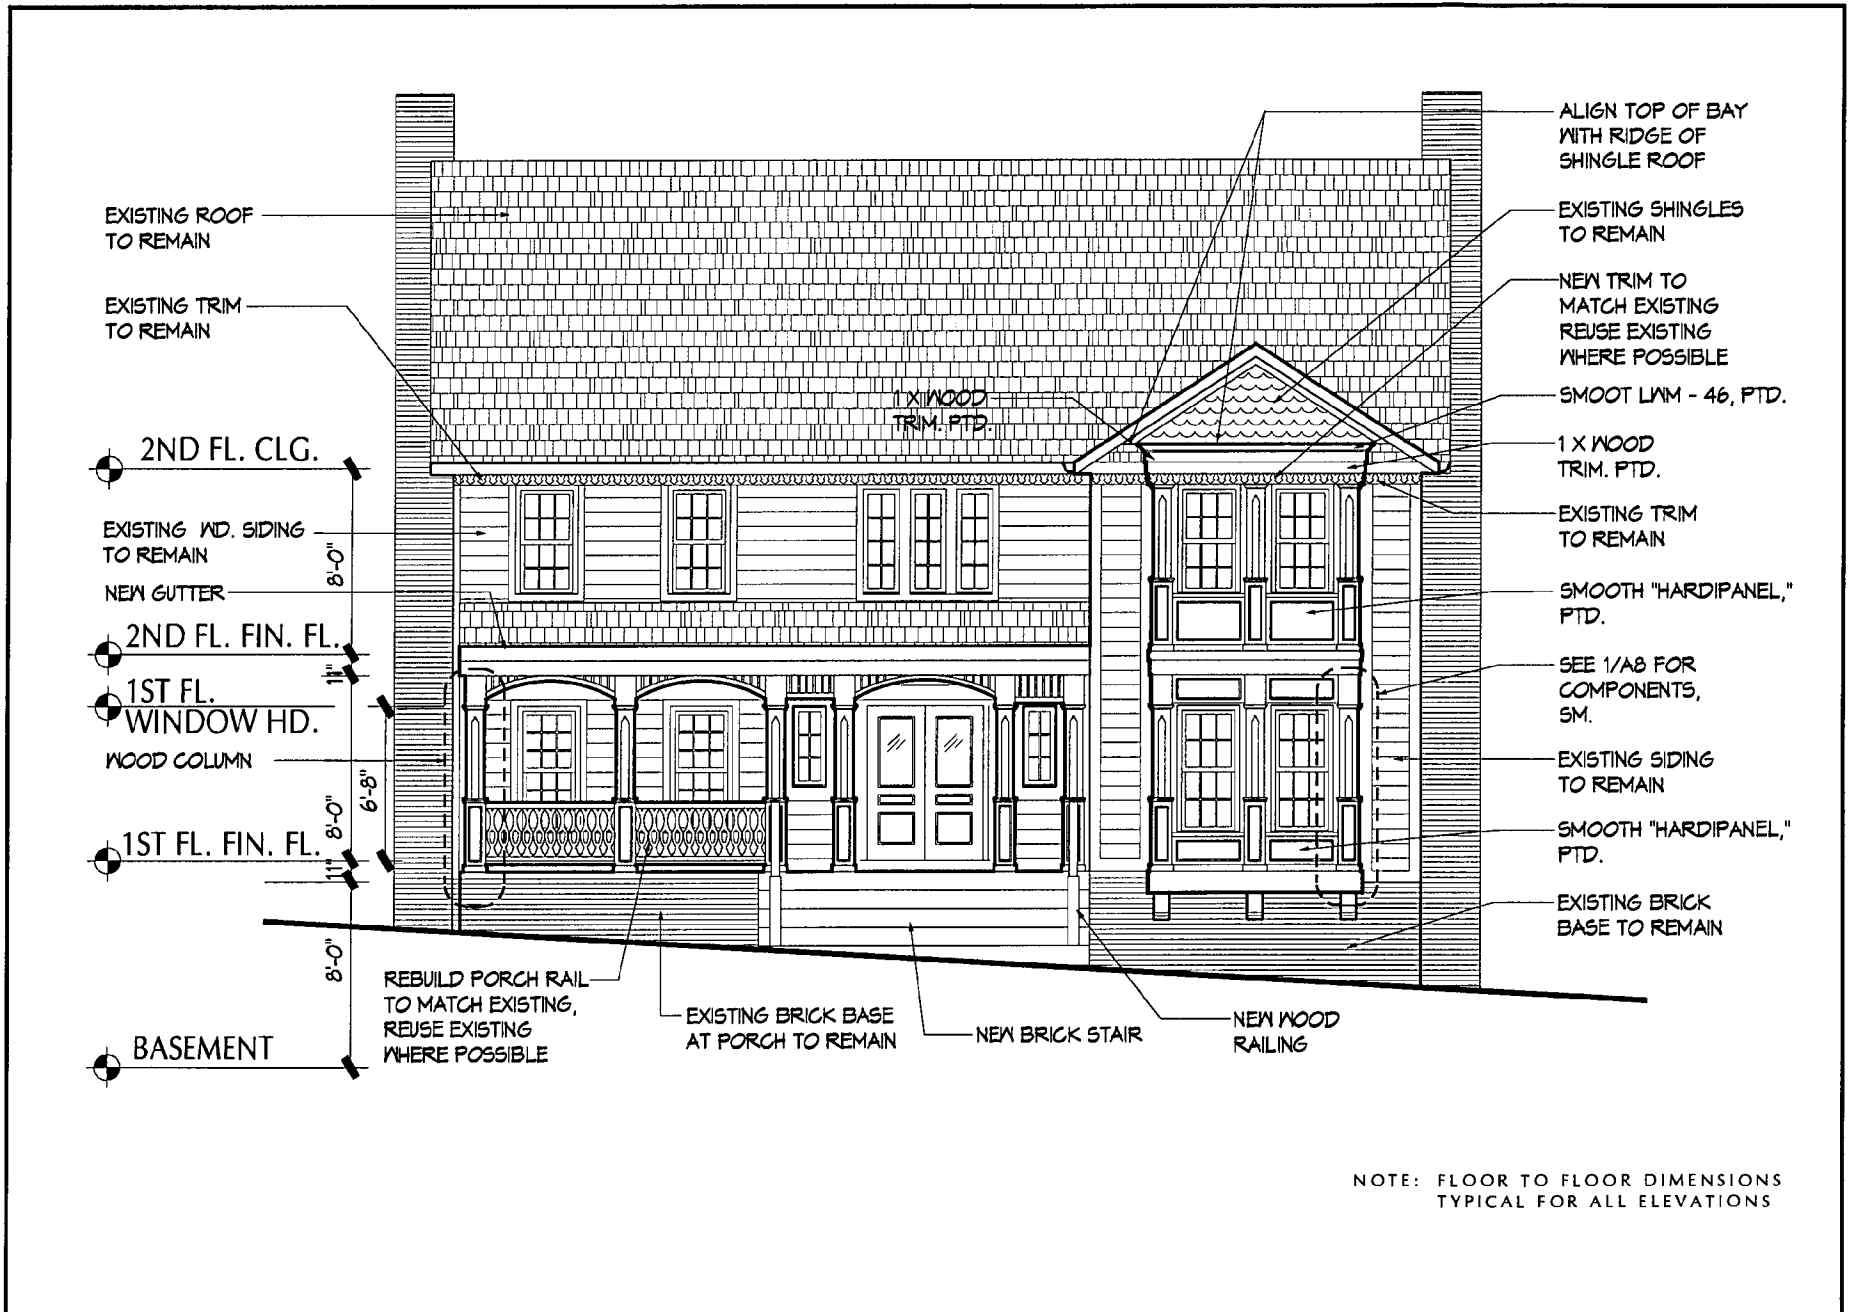 EXISTING ROOF
TO REMAIN
EXISTING TRIM
TO REMAIN
2ND FL. CLG.
EXISTING WD. SIDING
TO REMAIN
8'-0"
NEW GUTTER
2ND FL. FIN. FL.
11"
1ST FL.
WINDOW HD.
WOOD COLUMN
6'-8"
8'-0"
1ST FL. FIN. FL.
11"
8'-0"
BASEMENT
1 X WOOD
TRIM. PTD.
REBUILD PORCH RAIL
TO MATCH EXISTING,
REUSE EXISTING
WHERE POSSIBLE
EXISTING BRICK BASE
AT PORCH TO REMAIN
NEW BRICK STAIR
NEW WOOD
RAILING
ALIGN TOP OF BAY
WITH RIDGE OF
SHINGLE ROOF
EXISTING SHINGLES
TO REMAIN
NEW TRIM TO
MATCH EXISTING
REUSE EXISTING
WHERE POSSIBLE
SMOOT LWM - 46, PTD.
1 X WOOD
TRIM. PTD.
EXISTING TRIM
TO REMAIN
SMOOTH "HARDIPANEL,"
PTD.
SEE 1/A8 FOR
COMPONENTS,
SM.
EXISTING SIDING
TO REMAIN
SMOOTH "HARDIPANEL,"
PTD.
EXISTING BRICK
BASE TO REMAIN
NOTE: FLOOR TO FLOOR DIMENSIONS
TYPICAL FOR ALL ELEVATIONS